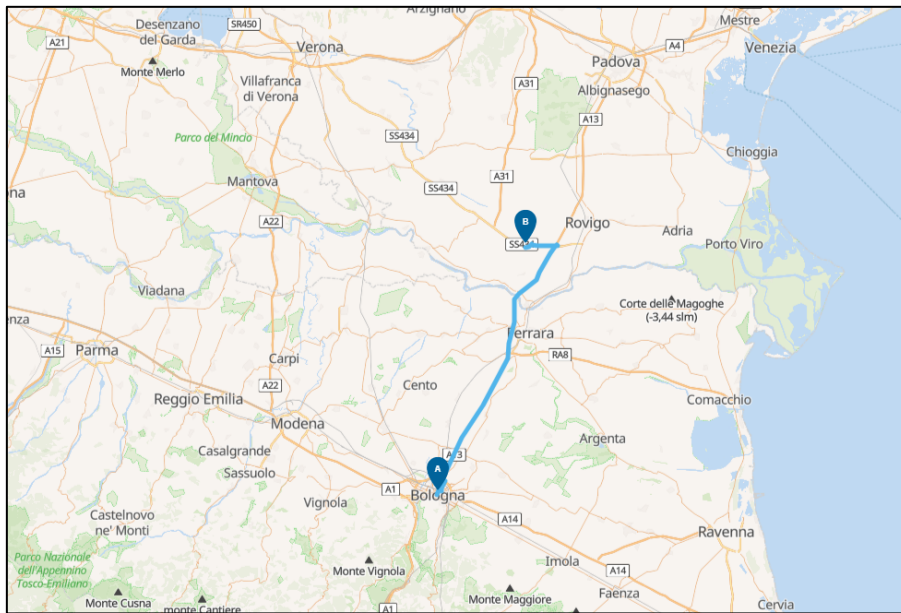 Arzignano
Desenzano
del Garda
SR450
Mestre
A21
Verona
A4
Venezia
Monte Merlo
Padova
Villafranca
di Verona
A31
Albignasego
A13
Parco del Mincio
SS434
Chioggia
Mantova
A31
SS434
A22
B
Rovigo
Adria
SS434
Porto Viro
Viadana
Corte delle Magoghe
(-3,44 slm)
Ferrara
A15
Parma
Carpi
RA8
A22
Cento
Reggio Emilia
Comacchio
Modena
Argenta
Casalgrande
A13
Sassuolo
A
A1
Bologna
Vignola
A14
Castelnovo
ne' Monti
Ravenna
Parco Nazionale
dell'Appennino
Tosco-Emiliano
Imola
Monte Vignola
A14
Faenza
Monte Cusna
monte Cantiere
A1
Monte Maggiore
Cervia